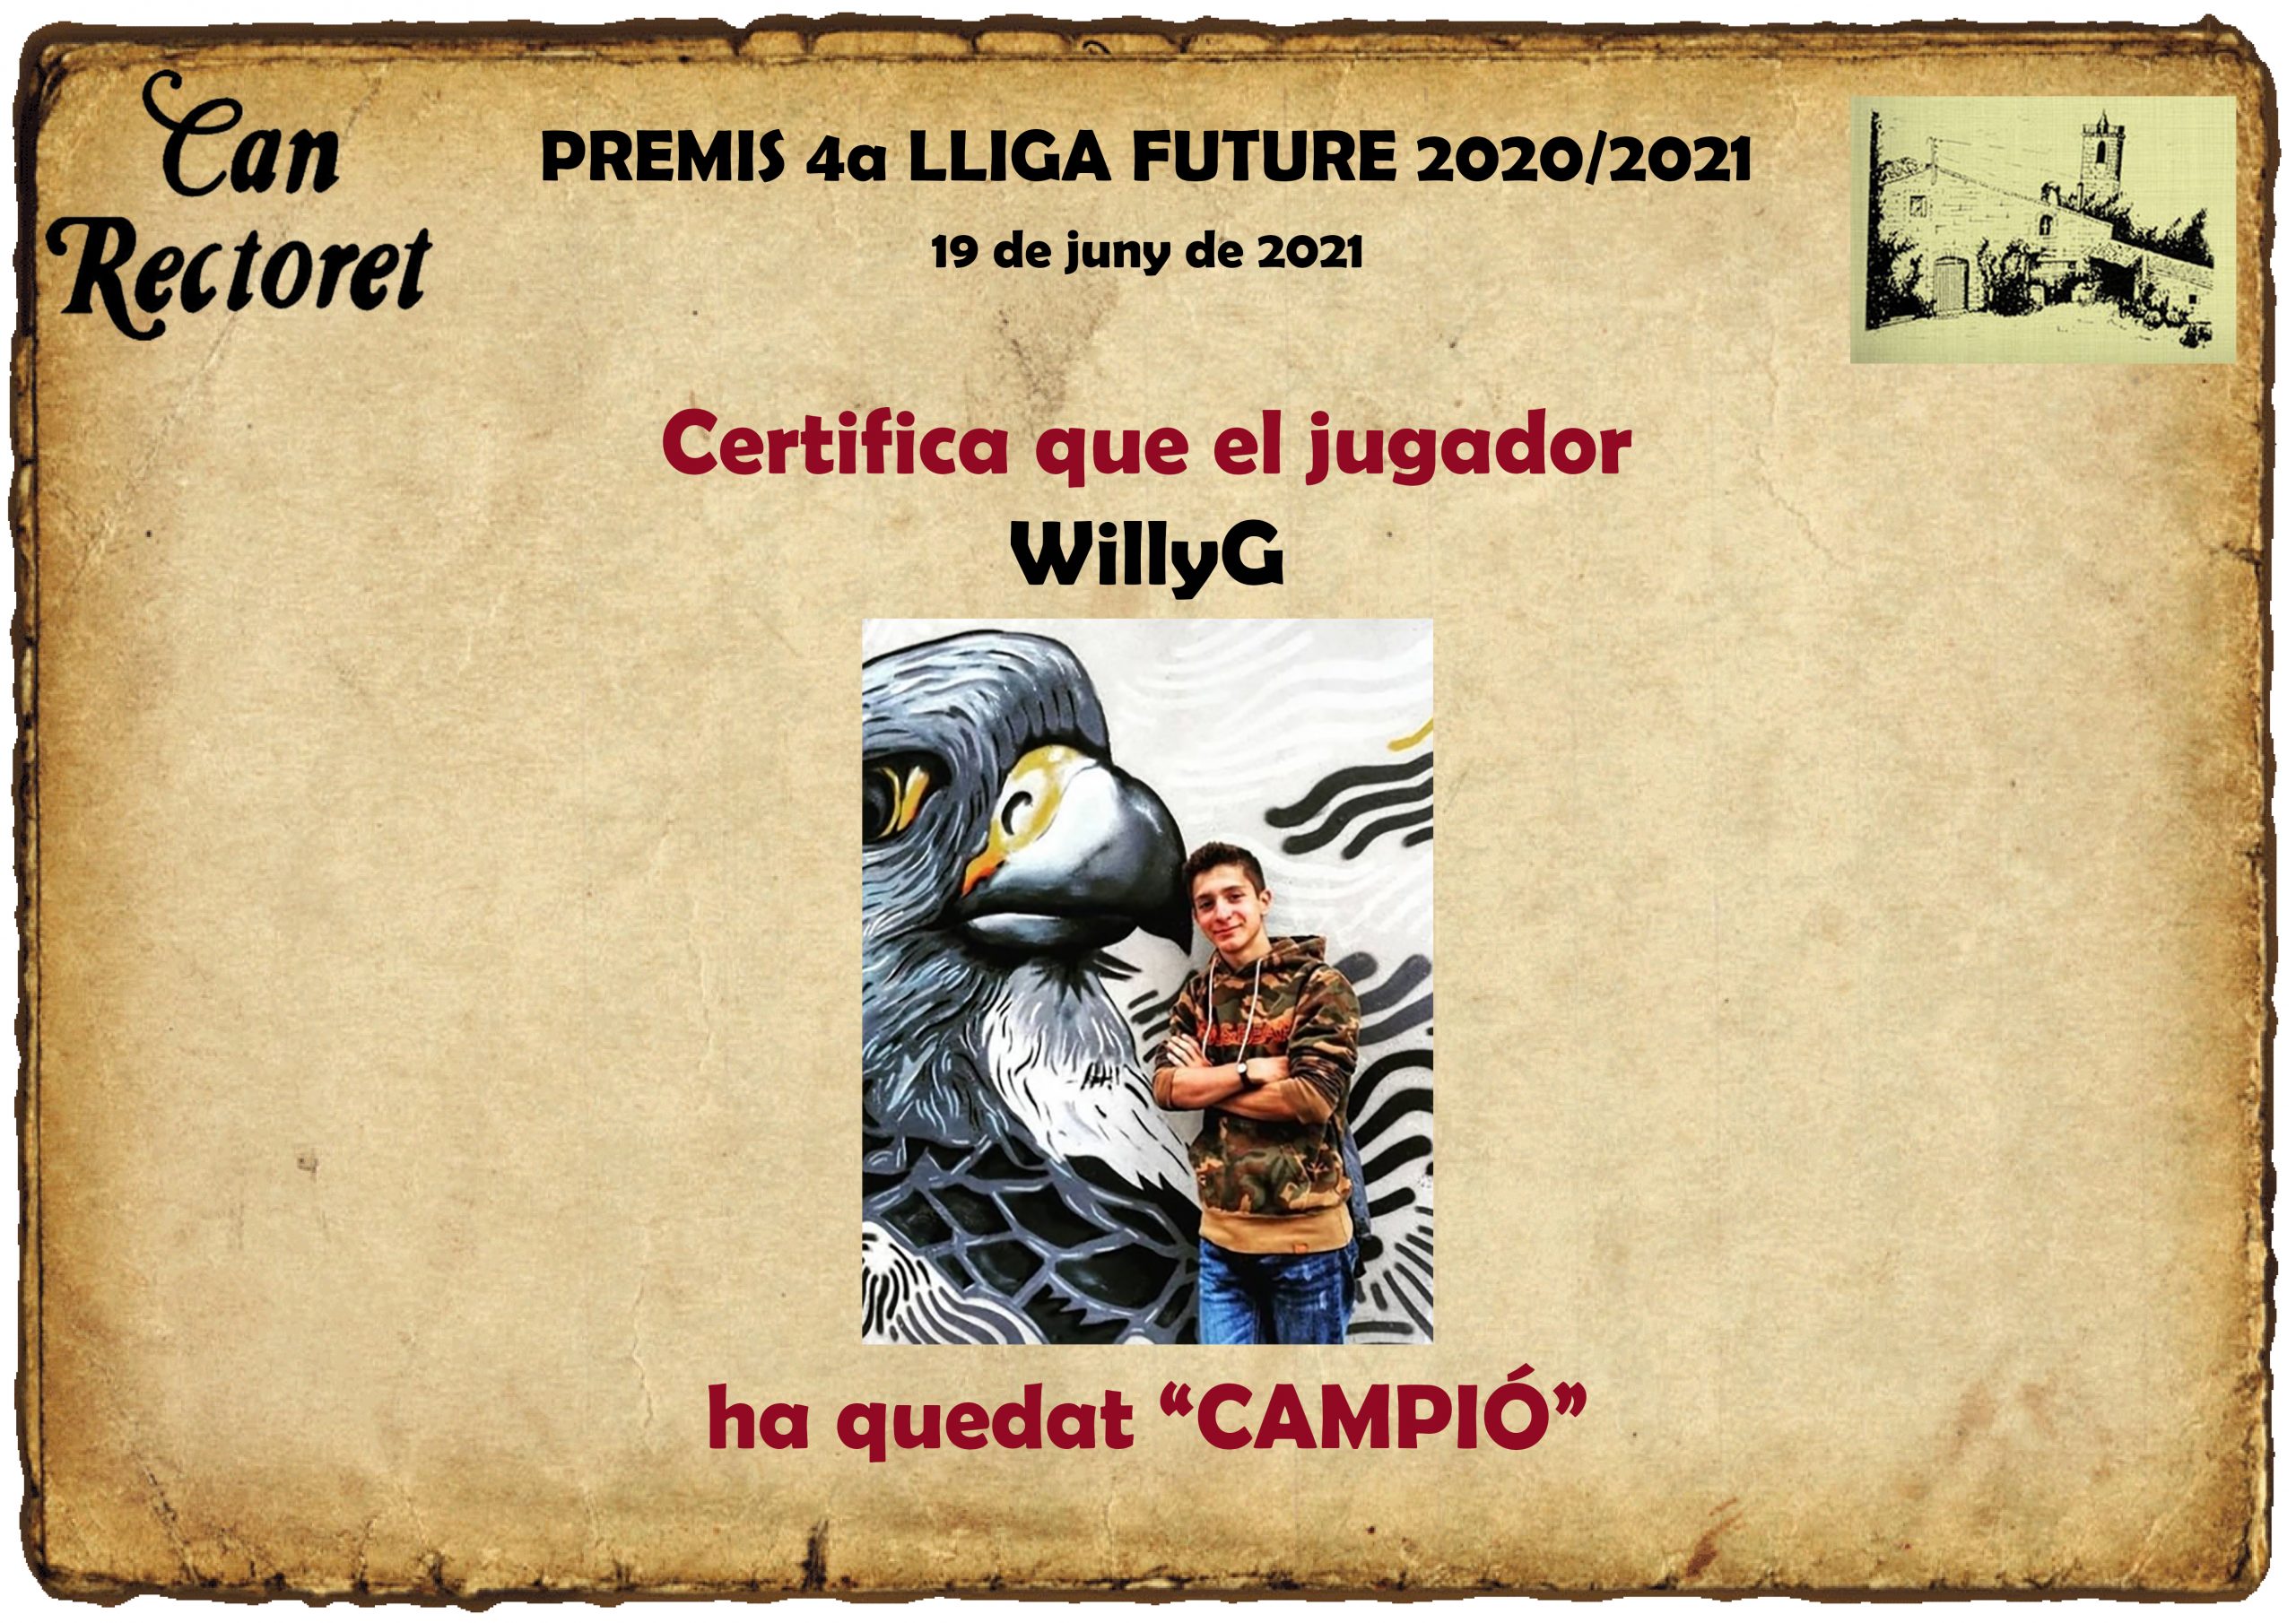 Can
Rectoret
PREMIS 4a LLIGA FUTURE 2020/2021
19 de juny de 2021
Certifica que el jugador
WillyG
ha quedat “CAMPIÓ”